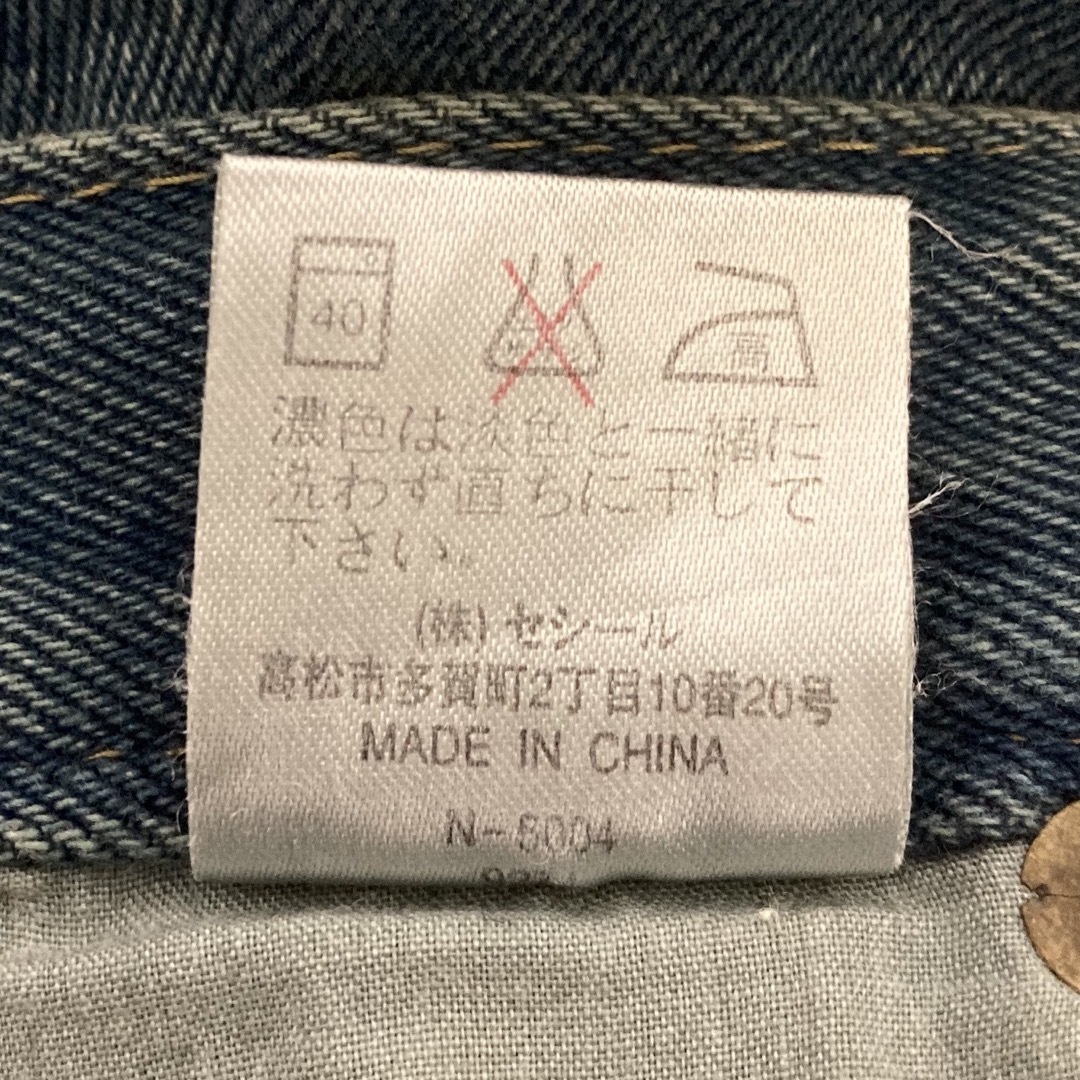 40
高
濃色は淡色と一緒に
洗わず直ちに干して
下さい。
(株)セシール
高松市多賀町2丁目10番20号
MADE IN CHINA
N-5004